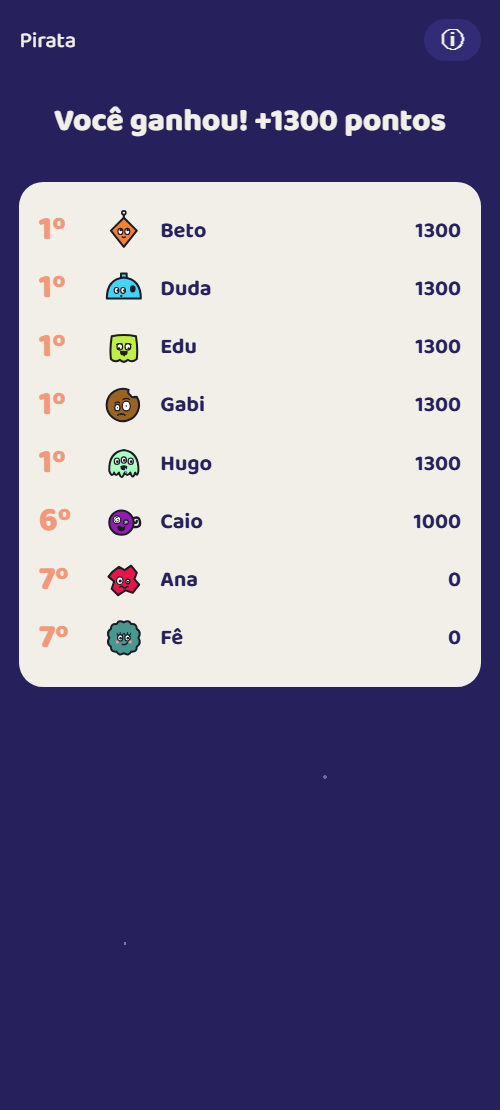 Pirata
Você ganhou! +1300 pontos
1º Beto 1300
1º Duda 1300
1º Edu 1300
1º Gabi 1300
1º Hugo 1300
6º Caio 1000
7º Ana 0
7º Fê 0